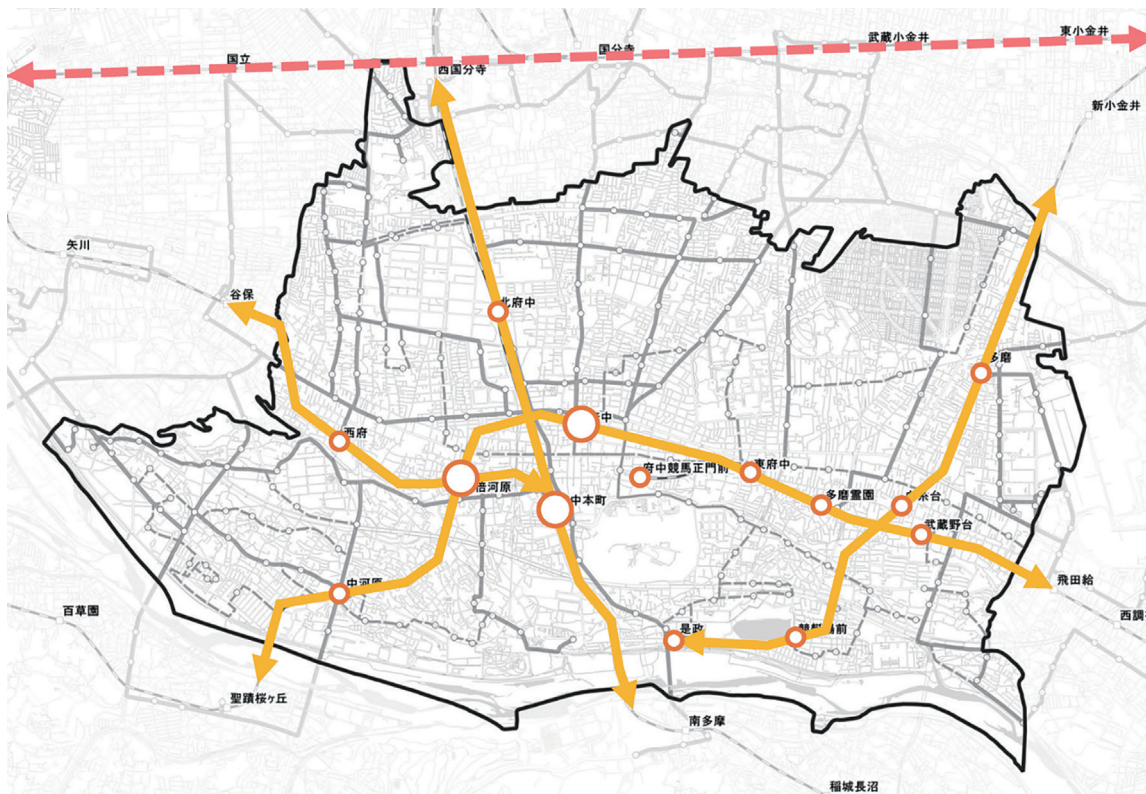 東小金井
武蔵小金井
国分寺
国立
西国分寺
新小金井
矢川
谷保
北府中
多磨
西府
中
府中競馬正門前
東府中
倍河原
多磨霊園
糸台
中本町
武蔵野台
中河原
飛田給
百草園
西調
是政
競艇場前
聖蹟桜ヶ丘
南多摩
稲城長沼